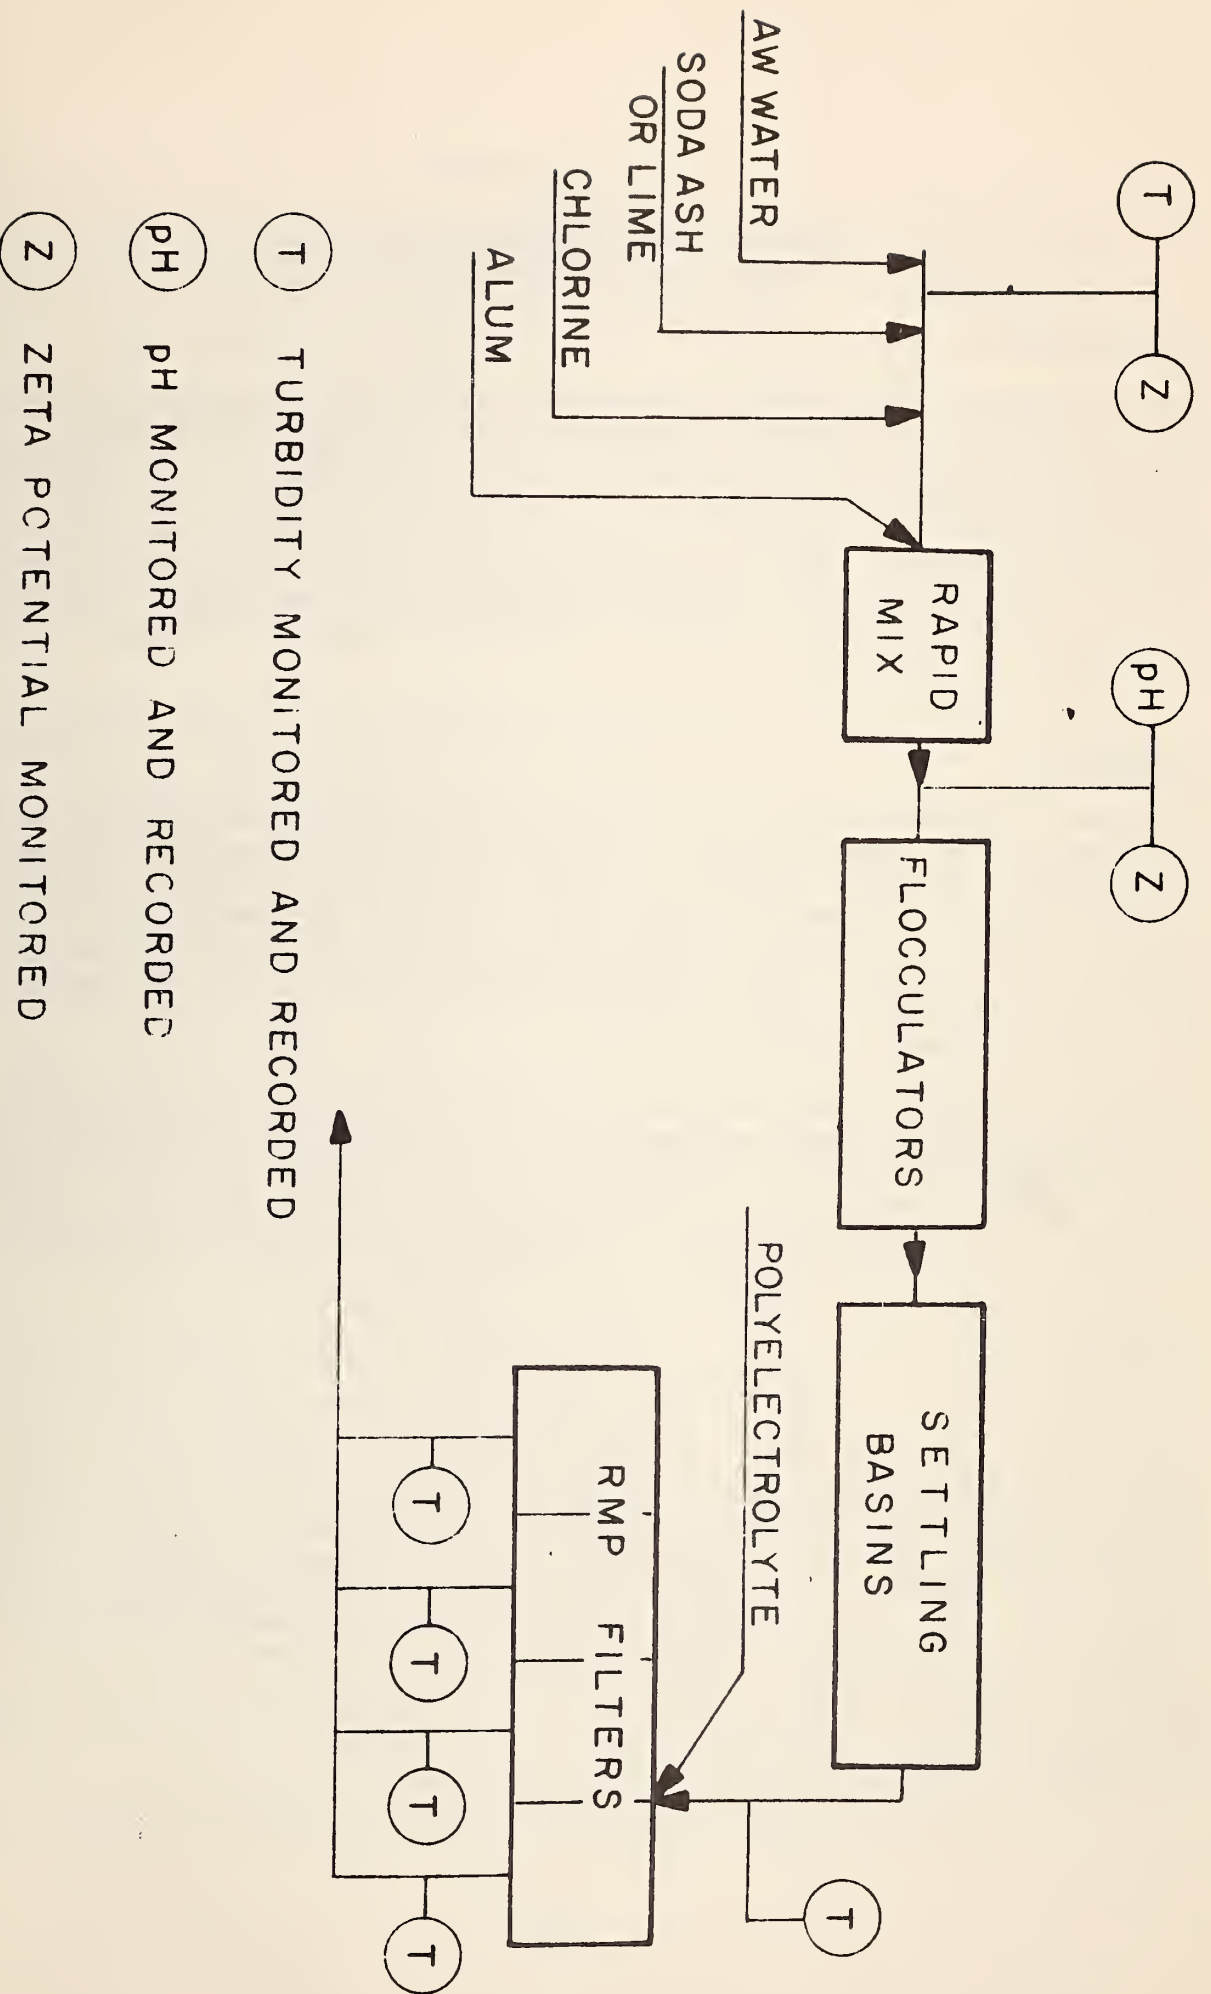 T
Z
pH
Z
RAPID
MIX
FLOCCULATORS
SETTLING
BASINS
T
AW WATER
SODA ASH
OR LIME
CHLORINE
ALUM
POLYELECTROLYTE
RMP FILTERS
T
T
T
T
T TURBIDITY MONITORED AND RECORDED
pH pH MONITORED AND RECORDED
Z ZETA POTENTIAL MONITORED